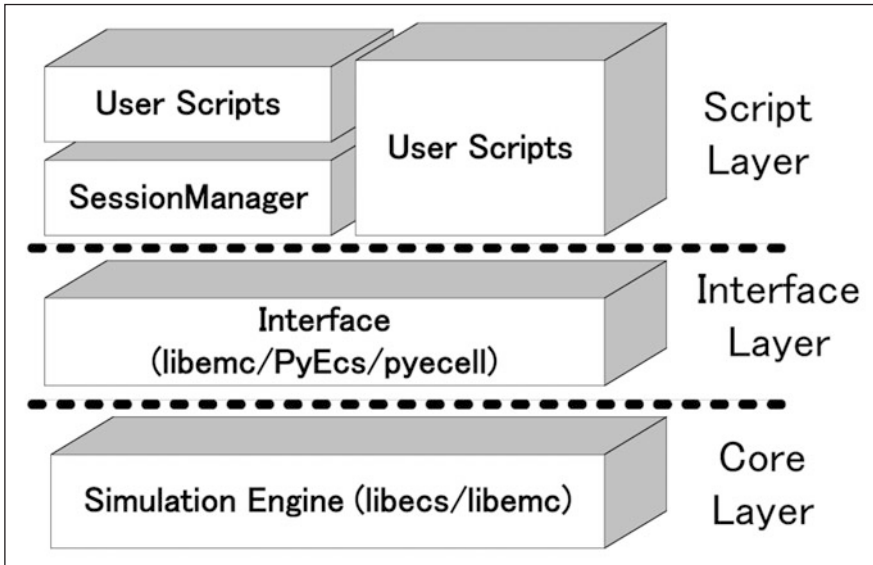 User Scripts
SessionManager
User Scripts
Script
Layer
Interface
(libemc/PyEcs/pyecell)
Interface
Layer
Simulation Engine (libecs/libemc)
Core
Layer